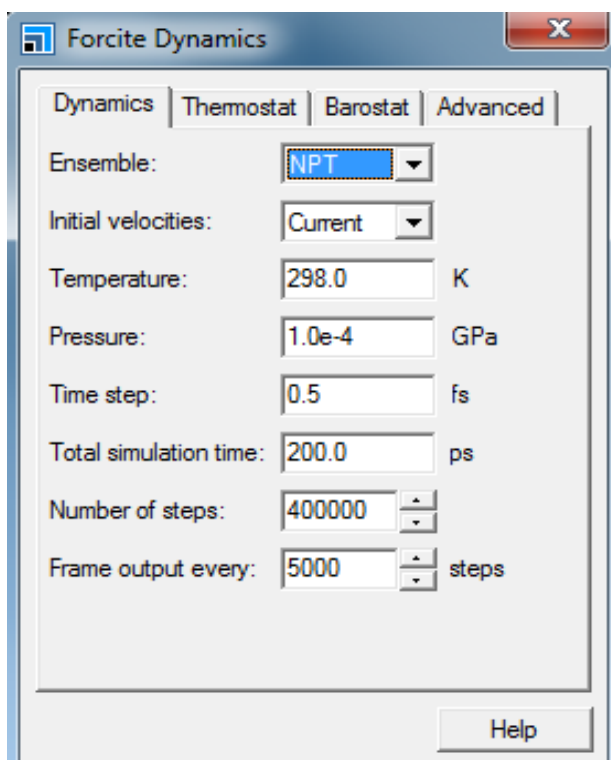 Forcite Dynamics
Dynamics Thermostat Barostat Advanced
Ensemble: NPT
Initial velocities: Current
Temperature: 298.0 K
Pressure: 1.0e-4 GPa
Time step: 0.5 fs
Total simulation time: 200.0 ps
Number of steps: 400000
Frame output every: 5000 steps
Help